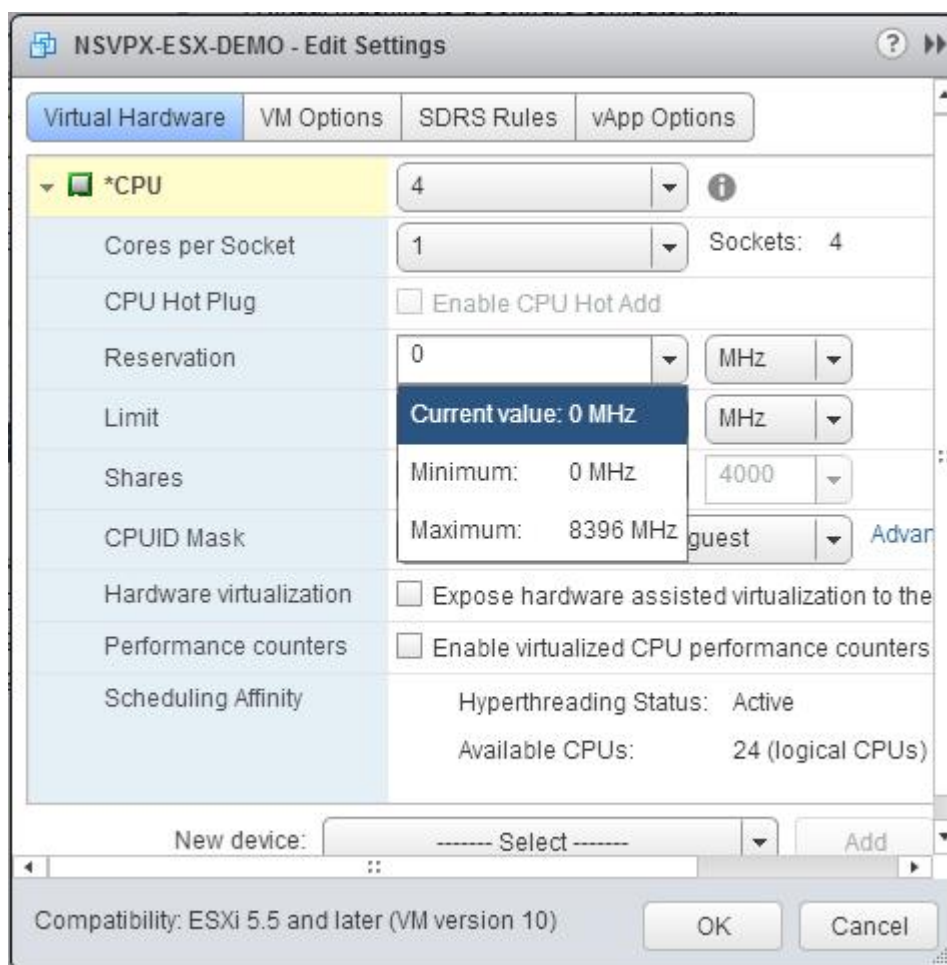 NSVPX-ESX-DEMO - Edit Settings ?
Virtual Hardware VM Options SDRS Rules vApp Options
*CPU 4
Cores per Socket 1 Sockets: 4
CPU Hot Plug Enable CPU Hot Add
Reservation 0 MHz
Limit Current value: 0 MHz MHz
Shares Minimum: 0 MHz 4000
CPUID Mask Maximum: 8396 MHz guest Advan
Hardware virtualization Expose hardware assisted virtualization to the
Performance counters Enable virtualized CPU performance counters
Scheduling Affinity Hyperthreading Status: Active
Available CPUs: 24 (logical CPUs)
New device: ------- Select ------- Add
Compatibility: ESXi 5.5 and later (VM version 10) OK Cancel